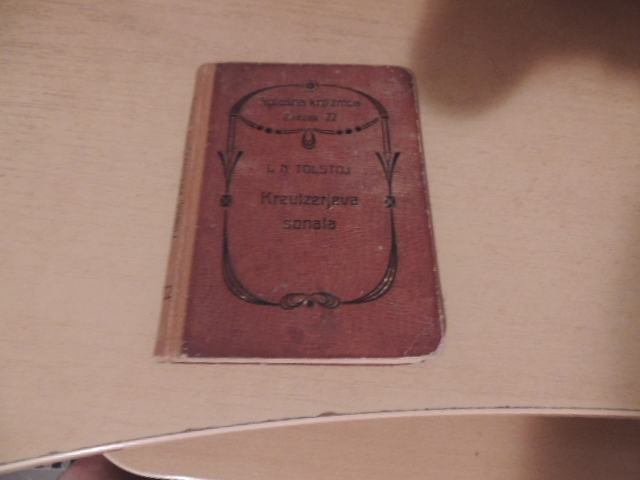 Splošna knjižnica
Zvezek 22
L. N. TOLSTOJ
Kreutzerjeva
sonata